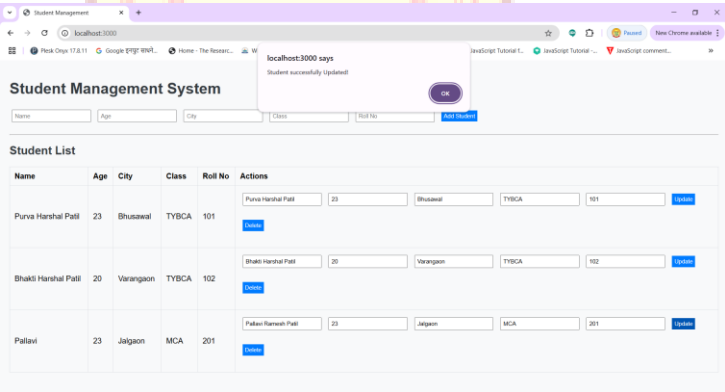 Student Management
localhost:3000
Paused
New Chrome available
Plesk Onyx 17.8.11
Google इनपुट साधने...
Home - The Researc...
JavaScript Tutorial t...
JavaScript Tutorial -...
JavaScript comment...
localhost:3000 says
Student successfully Updated!
OK
Student Management System
Name Age City Class Roll No Add Student
Student List
Name Age City Class Roll No Actions
Purva Harshal Patil 23 Bhusawal TYBCA 101 Update
Purva Harshal Patil 23 Bhusawal TYBCA 101
Delete
Bhakti Harshal Patil 20 Varangaon TYBCA 102 Update
Bhakti Harshal Patil 20 Varangaon TYBCA 102
Delete
Pallavi Ramesh Patil 23 Jalgaon MCA 201 Update
Pallavi 23 Jalgaon MCA 201
Delete